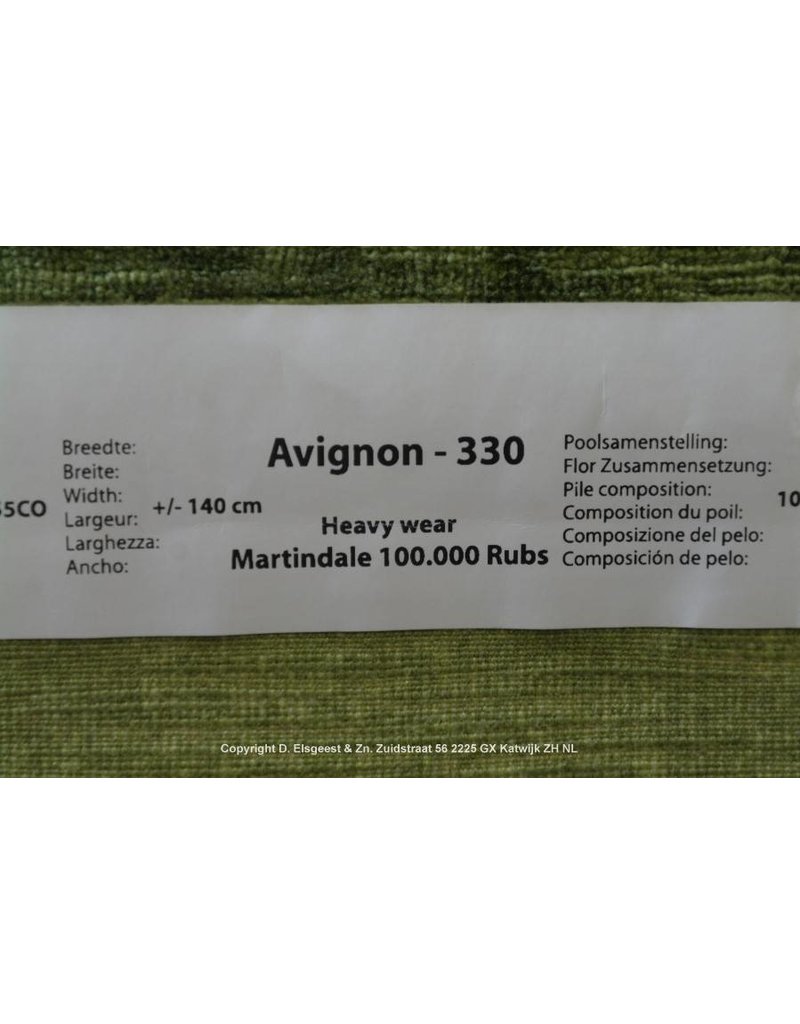 Breedte:
Breite:
Width:
Largeur:
Larghezza:
Ancho:
+/- 140 cm
Avignon - 330
Heavy wear
Martindale 100.000 Rubs
Poolsamenstelling:
Flor Zusammensetzung:
Pile composition:
Composition du poil:
Composizione del pelo:
Composición de pelo:
Copyright D. Elsgeest & Zn. Zuidstraat 56 2225 GX Katwijk ZH NL